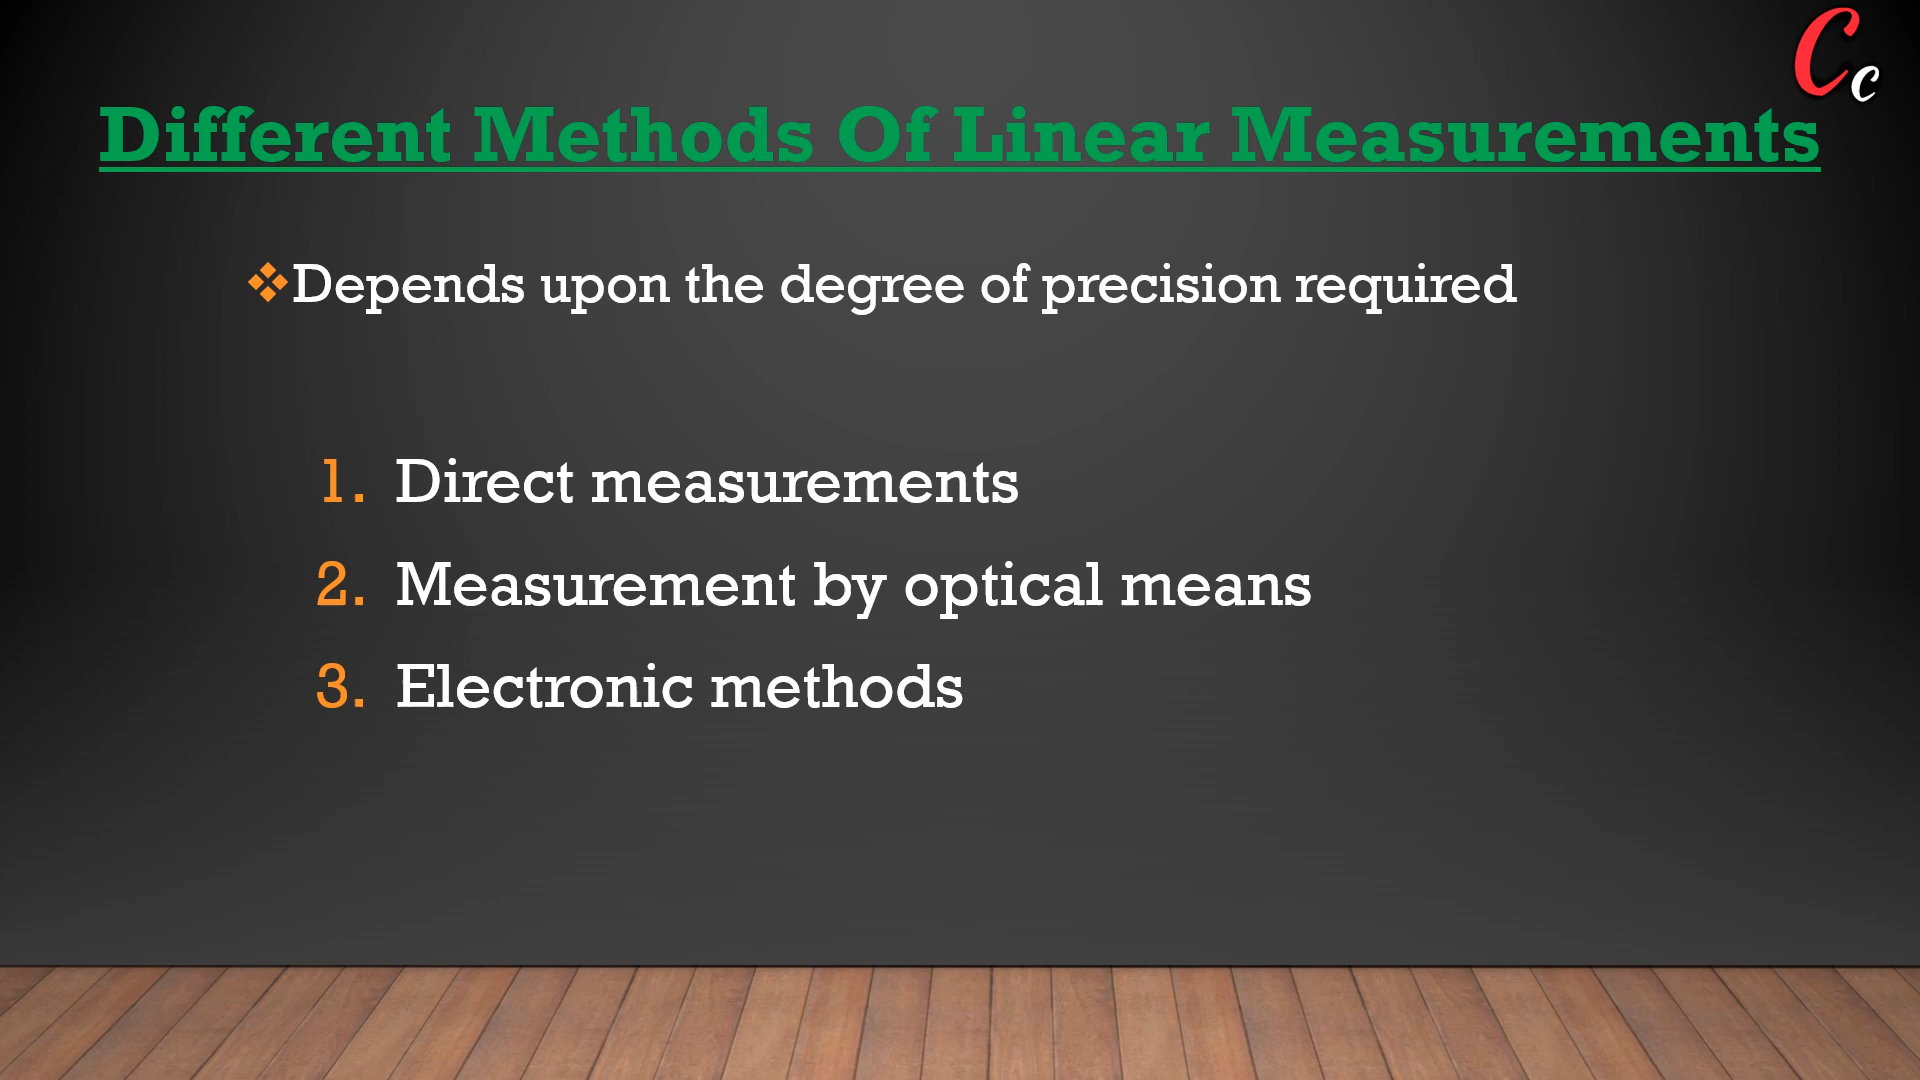 Cc
Different Methods Of Linear Measurements
❖Depends upon the degree of precision required
1. Direct measurements
2. Measurement by optical means
3. Electronic methods